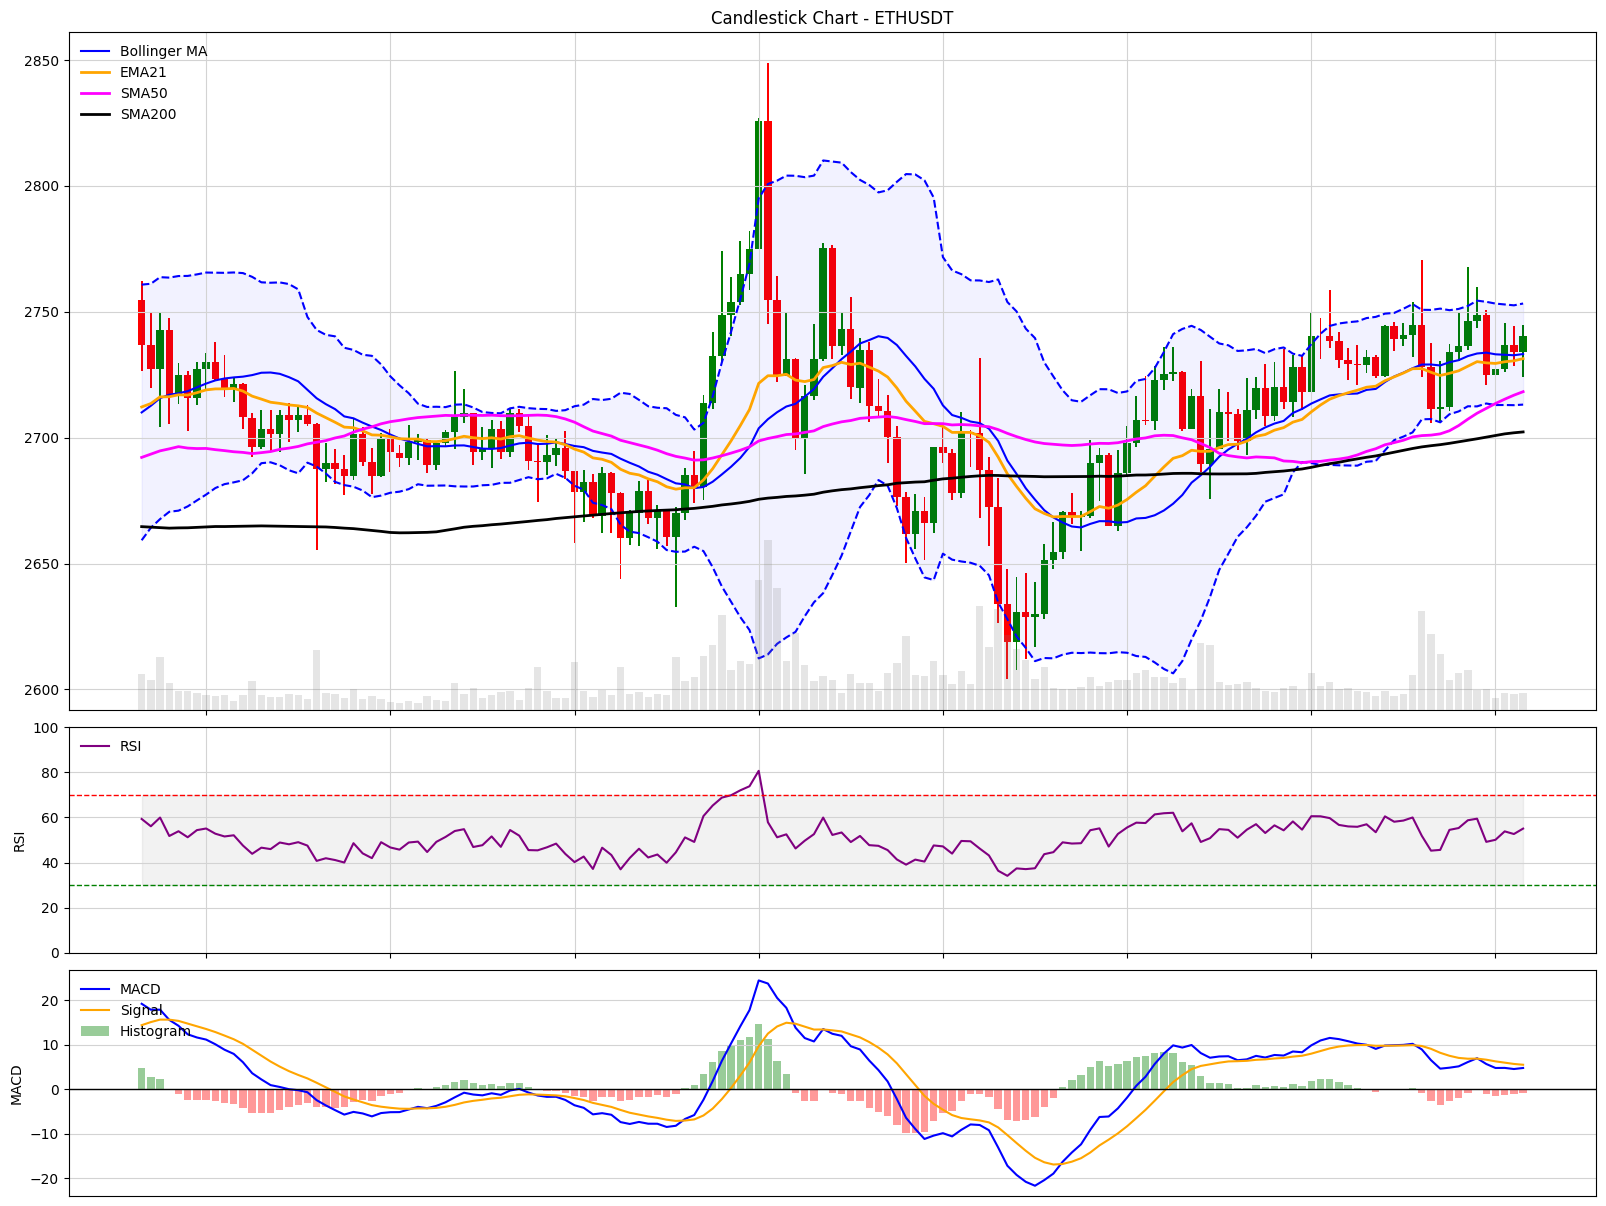 Candlestick Chart - ETHUSDT
Bollinger MA
EMA21
SMA50
SMA200
2850
2800
2750
2700
2650
2600
RSI
RSI
100
80
60
40
20
0
MACD
Signal
Histogram
MACD
20
10
0
−10
−20